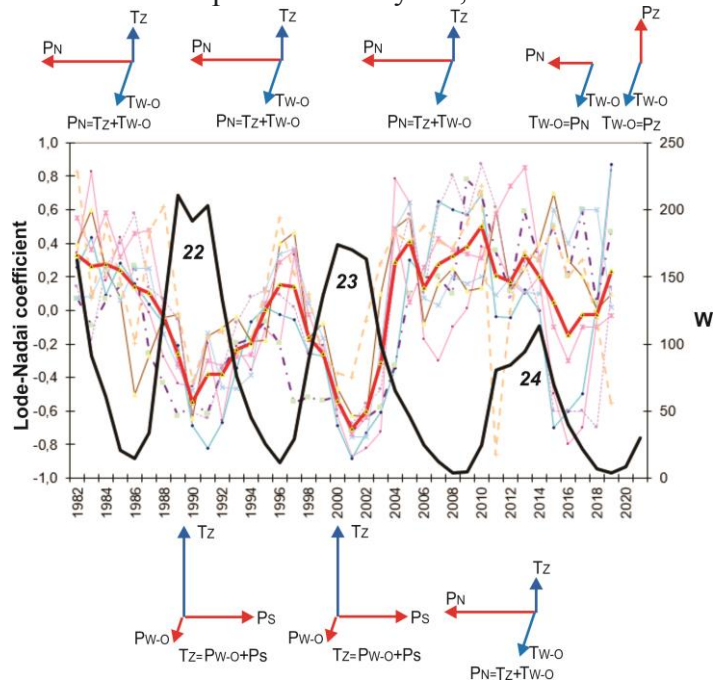 Tz Tz Tz Pz
PN PN PN PN
TW-O TW-O TW-O TW-O TW-O
PN=TZ+TW-O PN=TZ+TW-O PN=TZ+TW-O TW-O=PN TW-O=PZ
1,0 250
0,8
0,6 200
0,4
0,2 150
0,0
-0,2 100
-0,4
-0,6 50
-0,8
-1,0 0
Lode-Nadai coefficient
W
22
23
24
1982 1984 1986 1988 1990 1992 1994 1996 1998 2000 2002 2004 2006 2008 2010 2012 2014 2016 2018 2020
Tz Tz Tz
PS PS PN
PW-O PW-O TW-O
TZ=PW-O+PS TZ=PW-O+PS PN=TZ+TW-O